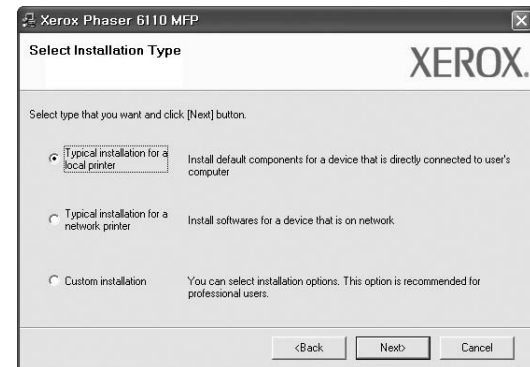 Xerox Phaser 6110 MFP
Select Installation Type
XEROX.
Select type that you want and click [Next] button.
Typical installation for a
local printer
Install default components for a device that is directly connected to user's
computer
Typical installation for a
network printer
Install softwares for a device that is on network
Custom installation
You can select installation options. This option is recommended for
professional users.
<Back
Next>
Cancel